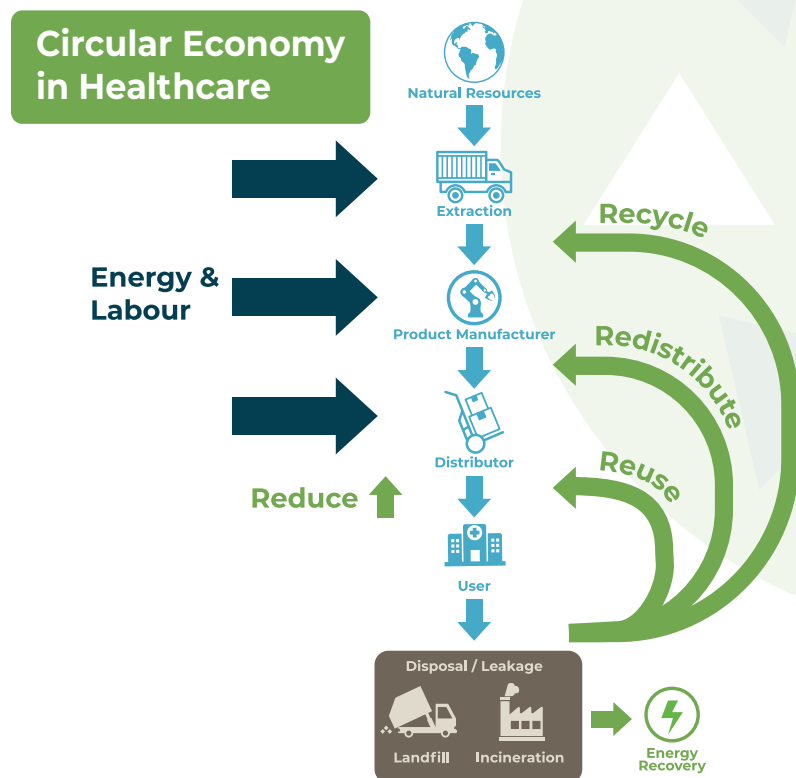 Circular Economy
in Healthcare
Natural Resources
Extraction
Recycle
Energy &
Labour
Product Manufacturer
Redistribute
Distributor
Reduce
Reuse
User
Disposal / Leakage
Landfill
Incineration
Energy
Recovery